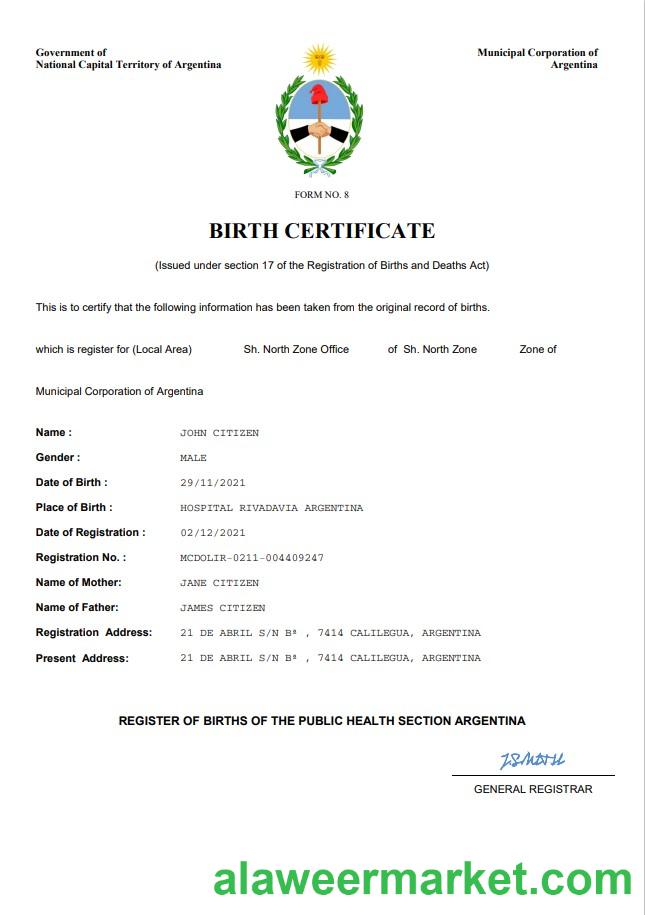 Government of
National Capital Territory of Argentina
Municipal Corporation of
Argentina
FORM NO. 8
BIRTH CERTIFICATE
(Issued under section 17 of the Registration of Births and Deaths Act)
This is to certify that the following information has been taken from the original record of births.
which is register for (Local Area) Sh. North Zone Office of Sh. North Zone Zone of
Municipal Corporation of Argentina
Name : JOHN CITIZEN
Gender : MALE
Date of Birth : 29/11/2021
Place of Birth : HOSPITAL RIVADAVIA ARGENTINA
Date of Registration : 02/12/2021
Registration No. : MCDOLIR-0211-004409247
Name of Mother: JANE CITIZEN
Name of Father: JAMES CITIZEN
Registration Address: 21 DE ABRIL S/N Bª , 7414 CALILEGUA, ARGENTINA
Present Address: 21 DE ABRIL S/N Bª , 7414 CALILEGUA, ARGENTINA
REGISTER OF BIRTHS OF THE PUBLIC HEALTH SECTION ARGENTINA
GENERAL REGISTRAR
alaweermarket.com